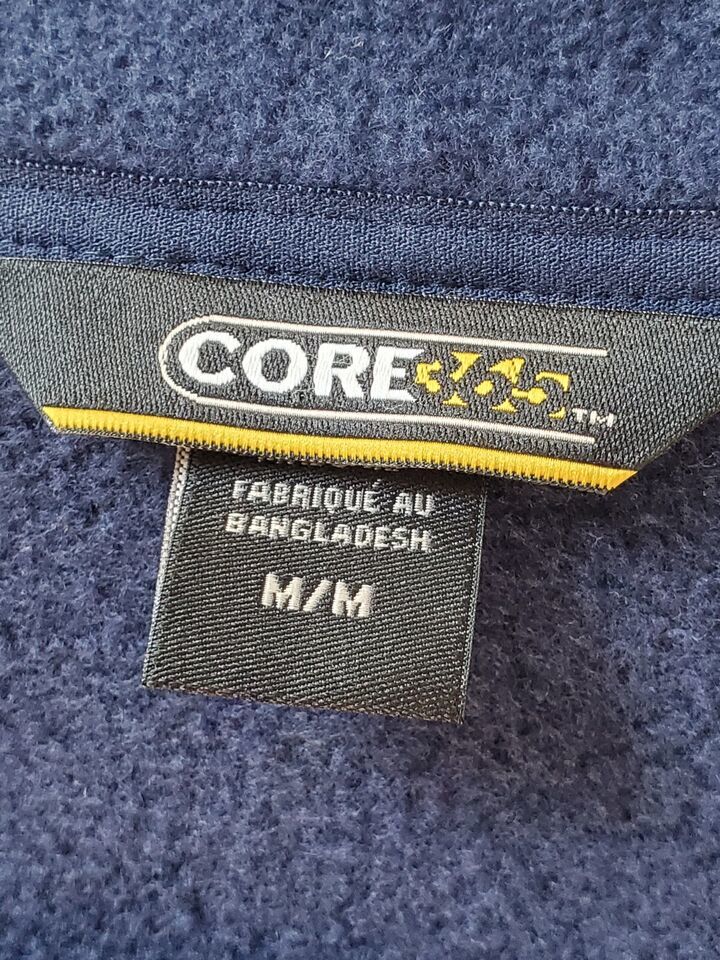 CORE365™
FABRIQUÉ AU
BANGLADESH
M/M